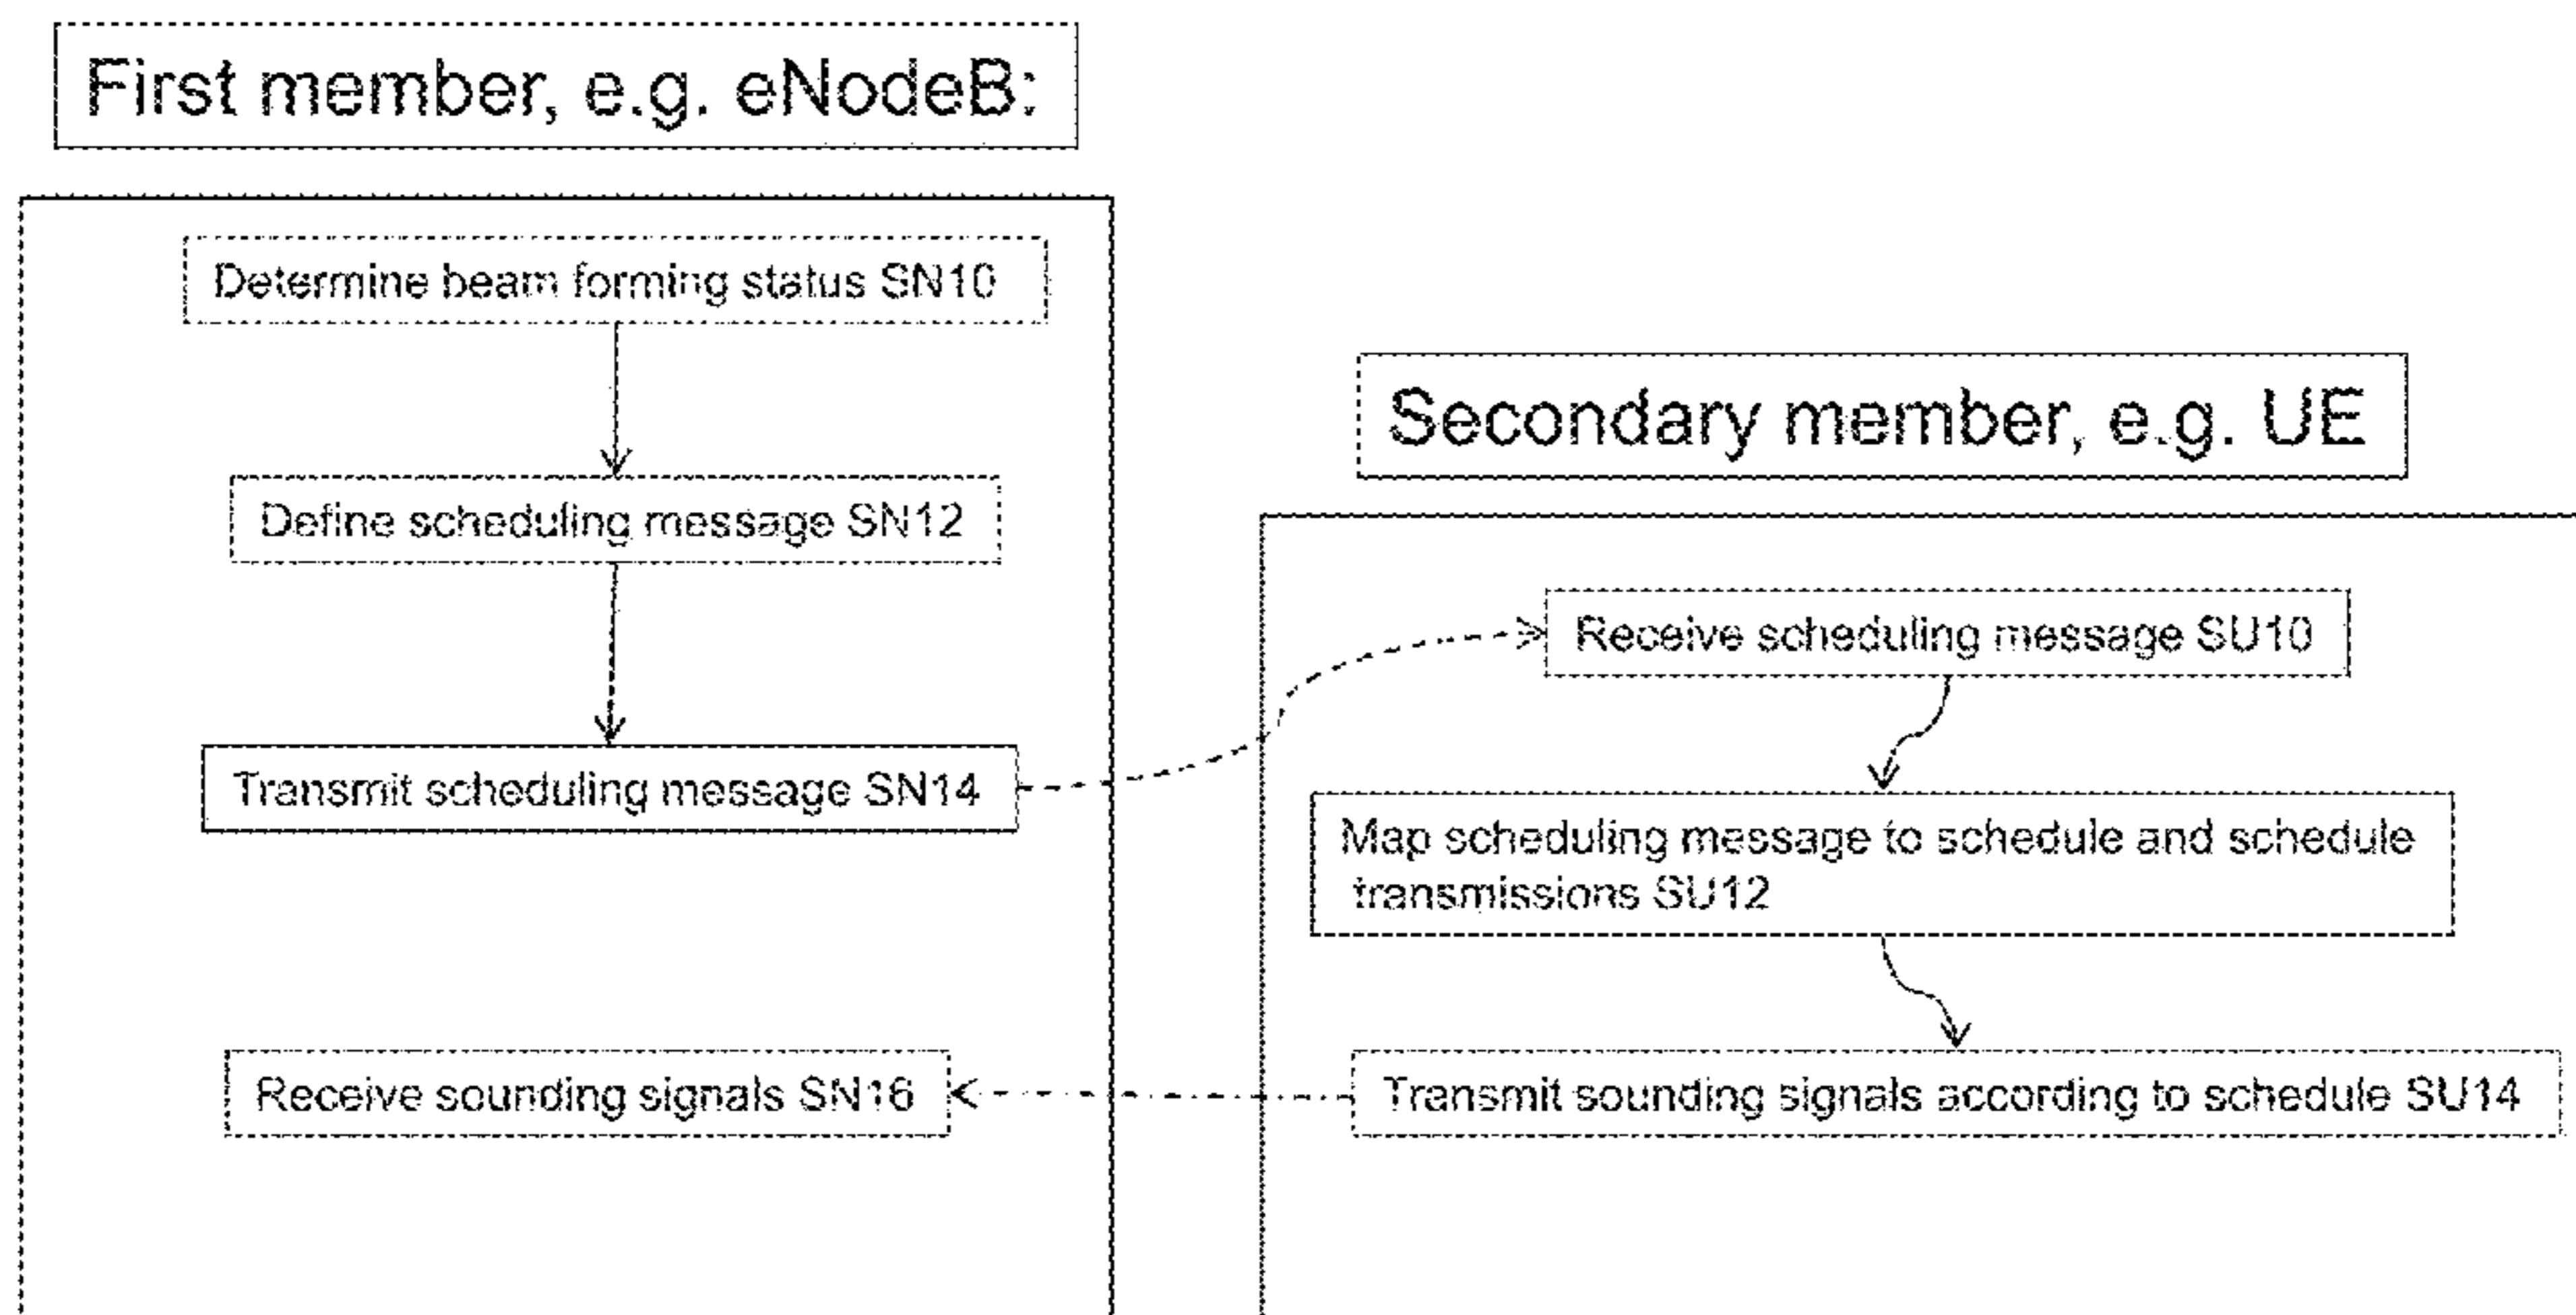 First member, e.g. eNodeB:
Determine beam forming status SN10
Define scheduling message SN12
Transmit scheduling message SN14
Receive sounding signals SN16
Secondary member, e.g. UE
Receive scheduling message SU10
Map scheduling message to schedule and schedule
transmissions SU12
Transmit sounding signals according to schedule SU14